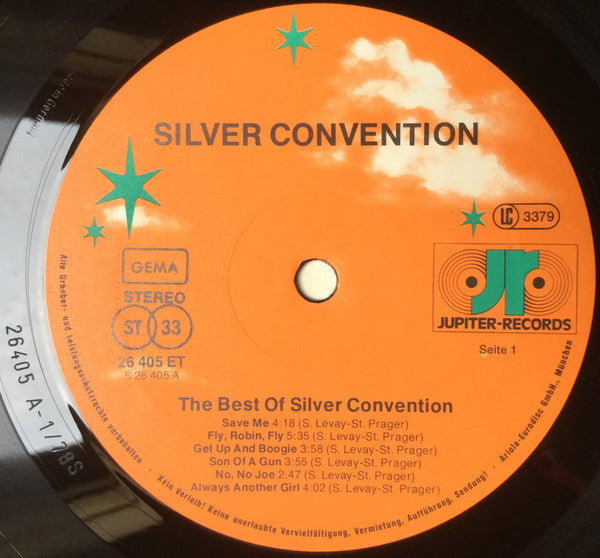 SILVER CONVENTION
LC 3379
GEMA
STEREO
ST 33
26 405 ET
S 26 405 A
jr
JUPITER-RECORDS
Seite 1
The Best Of Silver Convention
Save Me 4:18 (S. Levay-St. Prager)
Fly, Robin, Fly 5:35 (S. Levay-St. Prager)
Get Up And Boogie 3:58 (S. Levay-St. Prager)
Son Of A Gun 3:55 (S. Levay-St. Prager)
No, No Joe 2:47 (S. Levay-St. Prager)
Always Another Girl 4:02 (S. Levay-St. Prager)
Alle Urheber- und Leistungsschutzrechte vorbehalten · Kein Verleih! Keine unerlaubte Vervielfältigung, Vermietung, Aufführung, Sendung! · Ariola-Eurodisc GmbH., München
26405 A-1/78S
Made in Germany